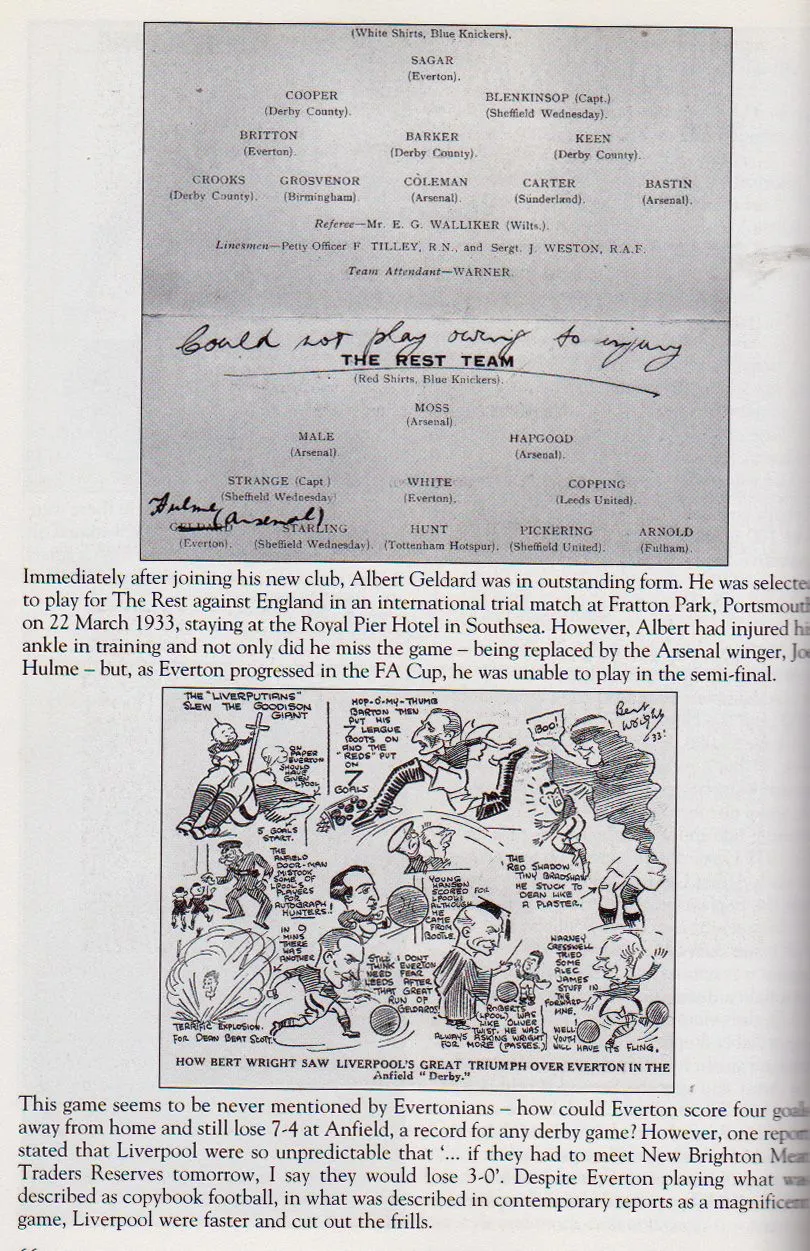 (White Shirts, Blue Knickers).
SAGAR
(Everton).
COOPER BLENKINSOP (Capt.)
(Derby County). (Sheffield Wednesday).
BRITTON BARKER KEEN
(Everton). (Derby County). (Derby County).
CROOKS GROSVENOR COLEMAN CARTER BASTIN
(Derby County). (Birmingham). (Arsenal). (Sunderland). (Arsenal).
Referee—Mr. E. G. WALLIKER (Wilts.).
Linesmen—Petty Officer F. TILLEY, R.N., and Sergt. J. WESTON, R.A.F.
Team Attendant—WARNER.
Could not play owing to injury
THE REST TEAM
(Red Shirts, Blue Knickers).
MOSS
(Arsenal).
MALE HAPGOOD
(Arsenal). (Arsenal).
STRANGE (Capt.) WHITE COPPING
(Sheffield Wednesday) (Everton). (Leeds United).
Hulme (Arsenal)
GELDARD STARLING HUNT PICKERING ARNOLD
(Everton). (Sheffield Wednesday). (Tottenham Hotspur). (Sheffield United). (Fulham).
Immediately after joining his new club, Albert Geldard was in outstanding form. He was selected
to play for The Rest against England in an international trial match at Fratton Park, Portsmouth
on 22 March 1933, staying at the Royal Pier Hotel in Southsea. However, Albert had injured his
ankle in training and not only did he miss the game – being replaced by the Arsenal winger, Joe
Hulme – but, as Everton progressed in the FA Cup, he was unable to play in the semi-final.
THE "LIVERPUTIANS"
SLEW THE GOODISON
GIANT
ON
PAPER
EVERTON
SHOULD
HAVE
GIVEN
L'POOL
5 GOALS
START.
HOP-O'-MY-THUMB
BARTON THEN
PUT HIS
7 LEAGUE
BOOTS ON
AND THE
"REDS" PUT
ON
7
GOALS
BOO!
Bert
Wright
33!
THE
RED SHADOW
'TINY' BRADSHAW
HE STUCK TO
DEAN LIKE
A PLASTER.
THE
ANFIELD
DOOR-MAN
MISTOOK
SOME OF
L'POOL'S
PLAYERS
FOR
AUTOGRAPH
HUNTERS!
YOUNG
HANSON
SCORED FOR
L'POOL
ALTHOUGH
HE
CAME
FROM
BOOTLE.
IN 9
MINS
THERE
WAS
ANOTHER
TERRIFIC EXPLOSION.
FOR DEAN BEAT SCOTT.
STILL I DON'T
THINK EVERTON
NEED FEAR
LEEDS AFTER
THAT GREAT
RUN OF
GELDARDS!
ROBERTS
(L'POOL) WAS
LIKE OLIVER
TWIST. HE WAS
ALWAYS ASKING WRIGHT
FOR MORE (PASSES.)
WARNEY
CRESSWELL
TRIED
SOME
ALEC
JAMES
STUFF IN
THE
FORWARD
LINE.
WELL!
YOUTH
WILL HAVE IT'S FLING.
HOW BERT WRIGHT SAW LIVERPOOL'S GREAT TRIUMPH OVER EVERTON IN THE
Anfield "Derby."
This game seems to be never mentioned by Evertonians – how could Everton score four goals
away from home and still lose 7-4 at Anfield, a record for any derby game? However, one report
stated that Liverpool were so unpredictable that '... if they had to meet New Brighton Meat
Traders Reserves tomorrow, I say they would lose 3-0'. Despite Everton playing what was
described as copybook football, in what was described in contemporary reports as a magnificent
game, Liverpool were faster and cut out the frills.